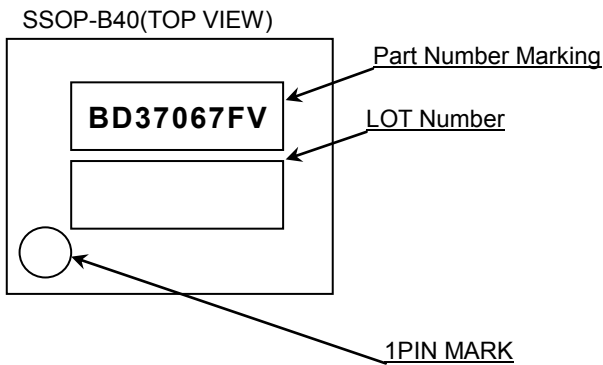 SSOP-B40(TOP VIEW)
Part Number Marking
BD37067FV
LOT Number
1PIN MARK